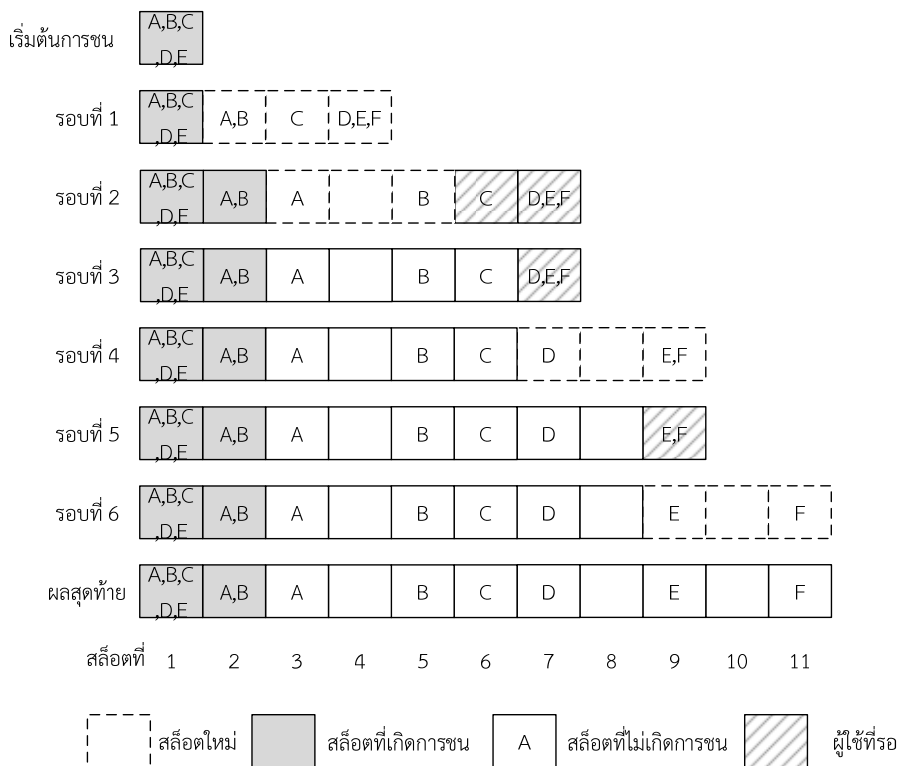 เริ่มต้นการชน A,B,C ,D,E
รอบที่ 1 A,B,C ,D,E A,B C D,E,F
รอบที่ 2 A,B,C ,D,E A,B A B C D,E,F
รอบที่ 3 A,B,C ,D,E A,B A B C D,E,F
รอบที่ 4 A,B,C ,D,E A,B A B C D E,F
รอบที่ 5 A,B,C ,D,E A,B A B C D E,F
รอบที่ 6 A,B,C ,D,E A,B A B C D E F
ผลสุดท้าย A,B,C ,D,E A,B A B C D E F
สล็อตที่ 1 2 3 4 5 6 7 8 9 10 11
สล็อตใหม่ สล็อตที่เกิดการชน A สล็อตที่ไม่เกิดการชน ผู้ใช้ที่รอ